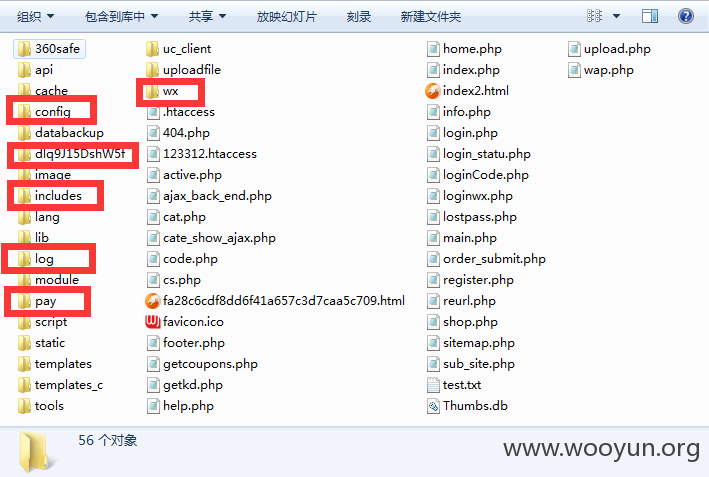 组织 包含到库中 共享 放映幻灯片 刻录 新建文件夹
360safe
api
cache
config
databackup
dlq9J15DshW5f
image
includes
lang
lib
log
module
pay
script
static
templates
templates_c
tools
uc_client
uploadfile
wx
.htaccess
404.php
123312.htaccess
active.php
ajax_back_end.php
cat.php
cate_show_ajax.php
code.php
cs.php
fa28c6cdf8dd6f41a657c3d7caa5c709.html
favicon.ico
footer.php
getcoupons.php
getkd.php
help.php
home.php
index.php
index2.html
info.php
login.php
login_statu.php
loginCode.php
loginwx.php
lostpass.php
main.php
order_submit.php
register.php
reurl.php
shop.php
sitemap.php
sub_site.php
test.txt
Thumbs.db
upload.php
wap.php
56 个对象
www.wooyun.org